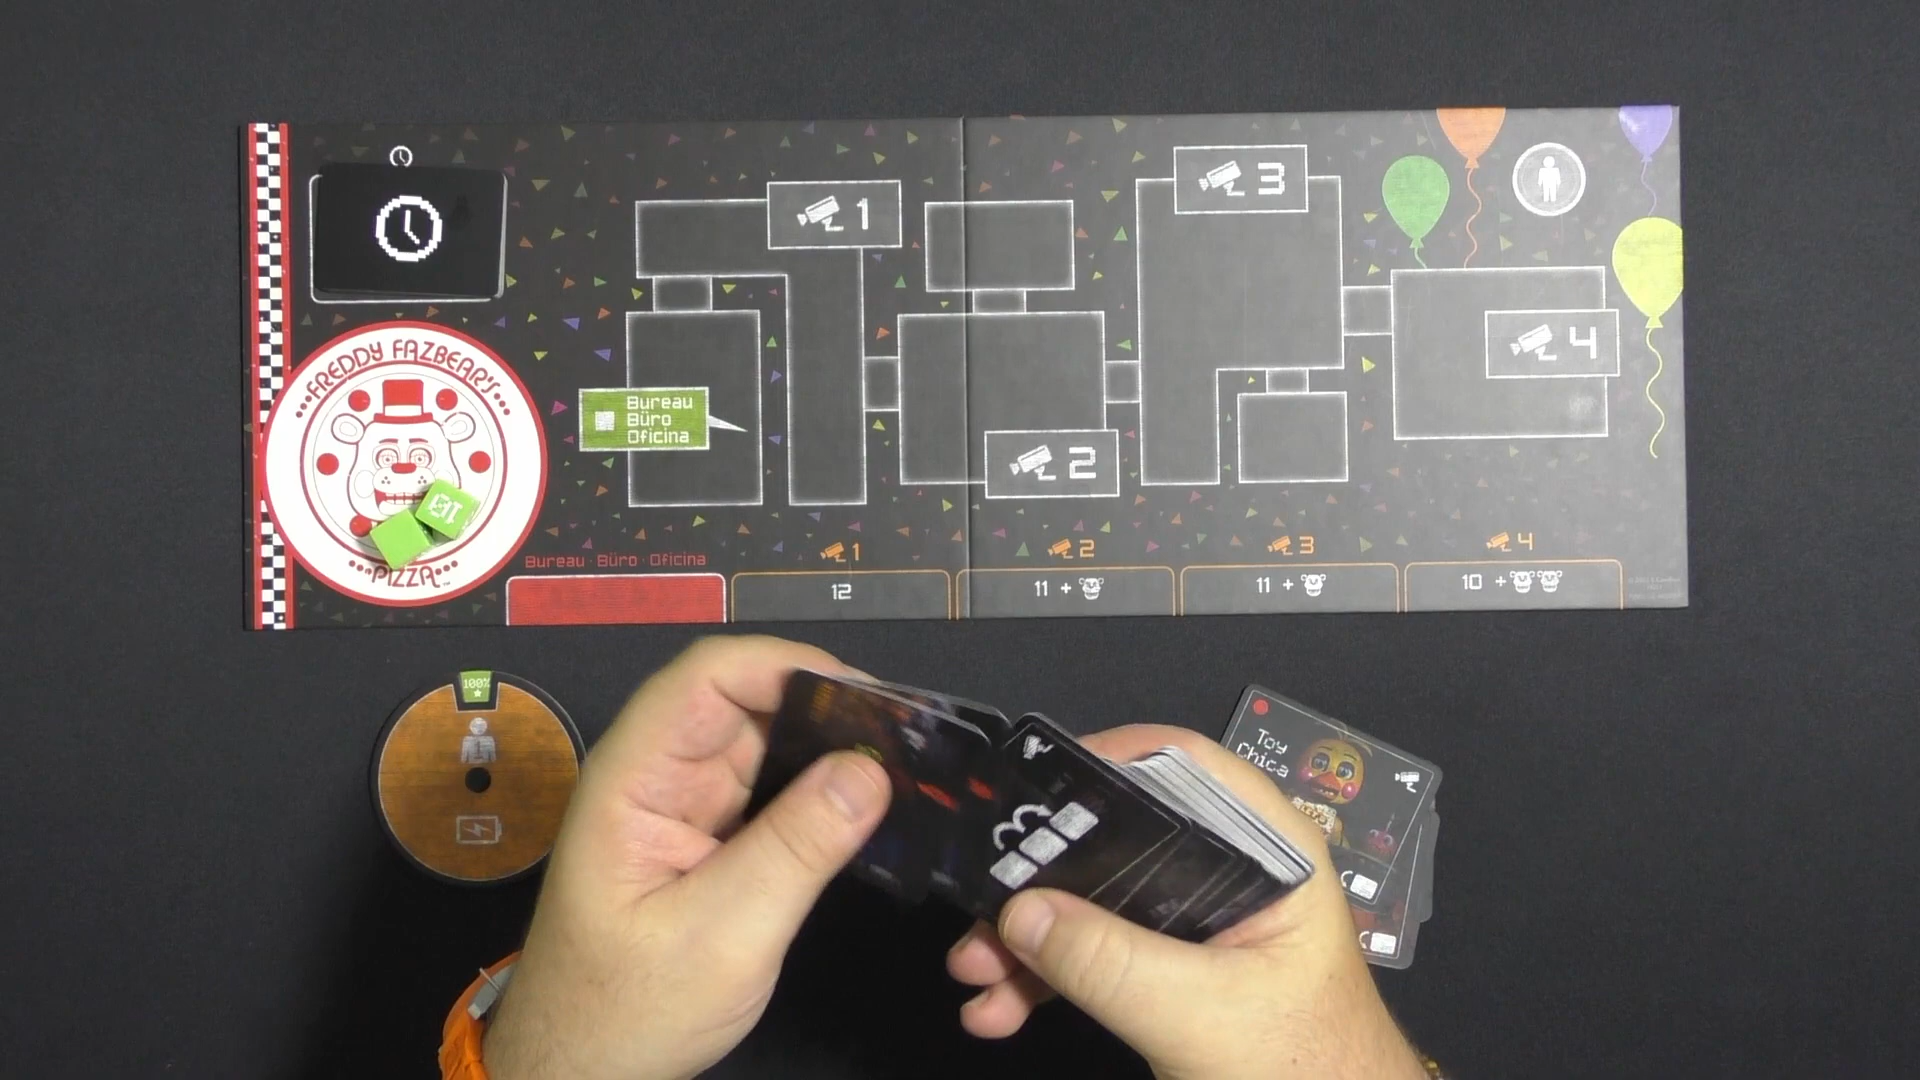 1
3
4
Bureau
Büro
Oficina
2
FREDDY FAZBEAR'S
PIZZA
Bureau · Büro · Oficina
1
2
3
4
12
11 +
11 +
10 +
100%
1
Toy
Chica